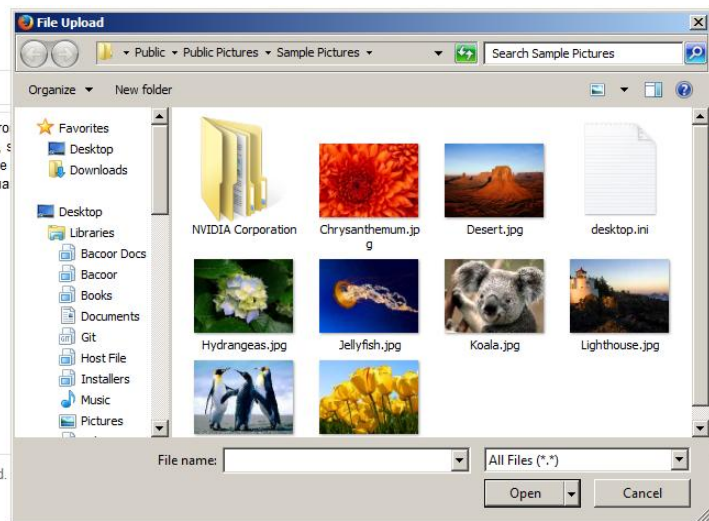 File Upload
Public ▸ Public Pictures ▸ Sample Pictures
Search Sample Pictures
Organize
New folder
Favorites
Desktop
Downloads
Desktop
Libraries
Bacoor Docs
Bacoor
Books
Documents
Git
Host File
Installers
Music
Pictures
NVIDIA Corporation
Chrysanthemum.jp
g
Desert.jpg
desktop.ini
Hydrangeas.jpg
Jellyfish.jpg
Koala.jpg
Lighthouse.jpg
File name:
All Files (*.*)
Open
Cancel